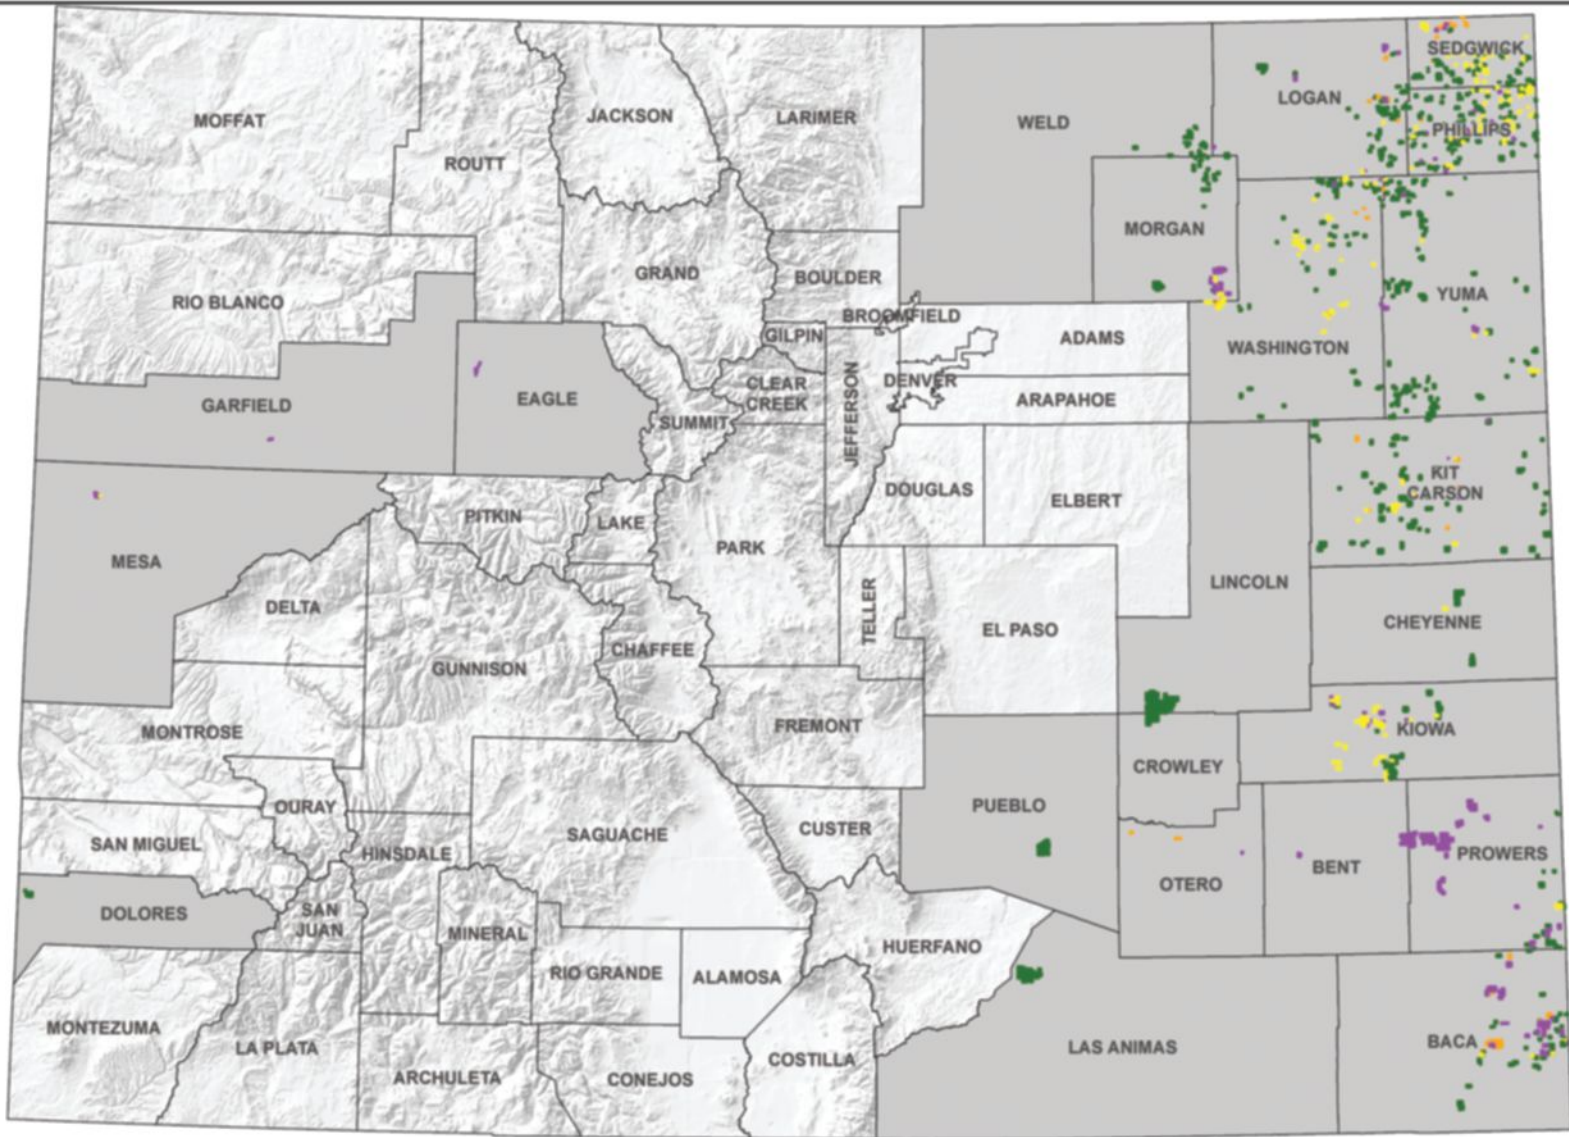 SEDGWICK
LOGAN
PHILLIPS
MOFFAT
JACKSON
LARIMER
WELD
ROUTT
MORGAN
GRAND
BOULDER
YUMA
RIO BLANCO
BROOMFIELD
GILPIN
ADAMS
WASHINGTON
GARFIELD
EAGLE
CLEAR
CREEK
DENVER
ARAPAHOE
JEFFERSON
SUMMIT
KIT
CARSON
DOUGLAS
ELBERT
PITKIN
LAKE
PARK
MESA
LINCOLN
DELTA
TELLER
CHEYENNE
EL PASO
CHAFFEE
GUNNISON
FREMONT
KIOWA
MONTROSE
CROWLEY
OURAY
PUEBLO
SAGUACHE
CUSTER
SAN MIGUEL
HINSDALE
PROWERS
BENT
OTERO
DOLORES
SAN
JUAN
MINERAL
HUERFANO
RIO GRANDE
ALAMOSA
MONTEZUMA
LA PLATA
BACA
LAS ANIMAS
COSTILLA
ARCHULETA
CONEJOS